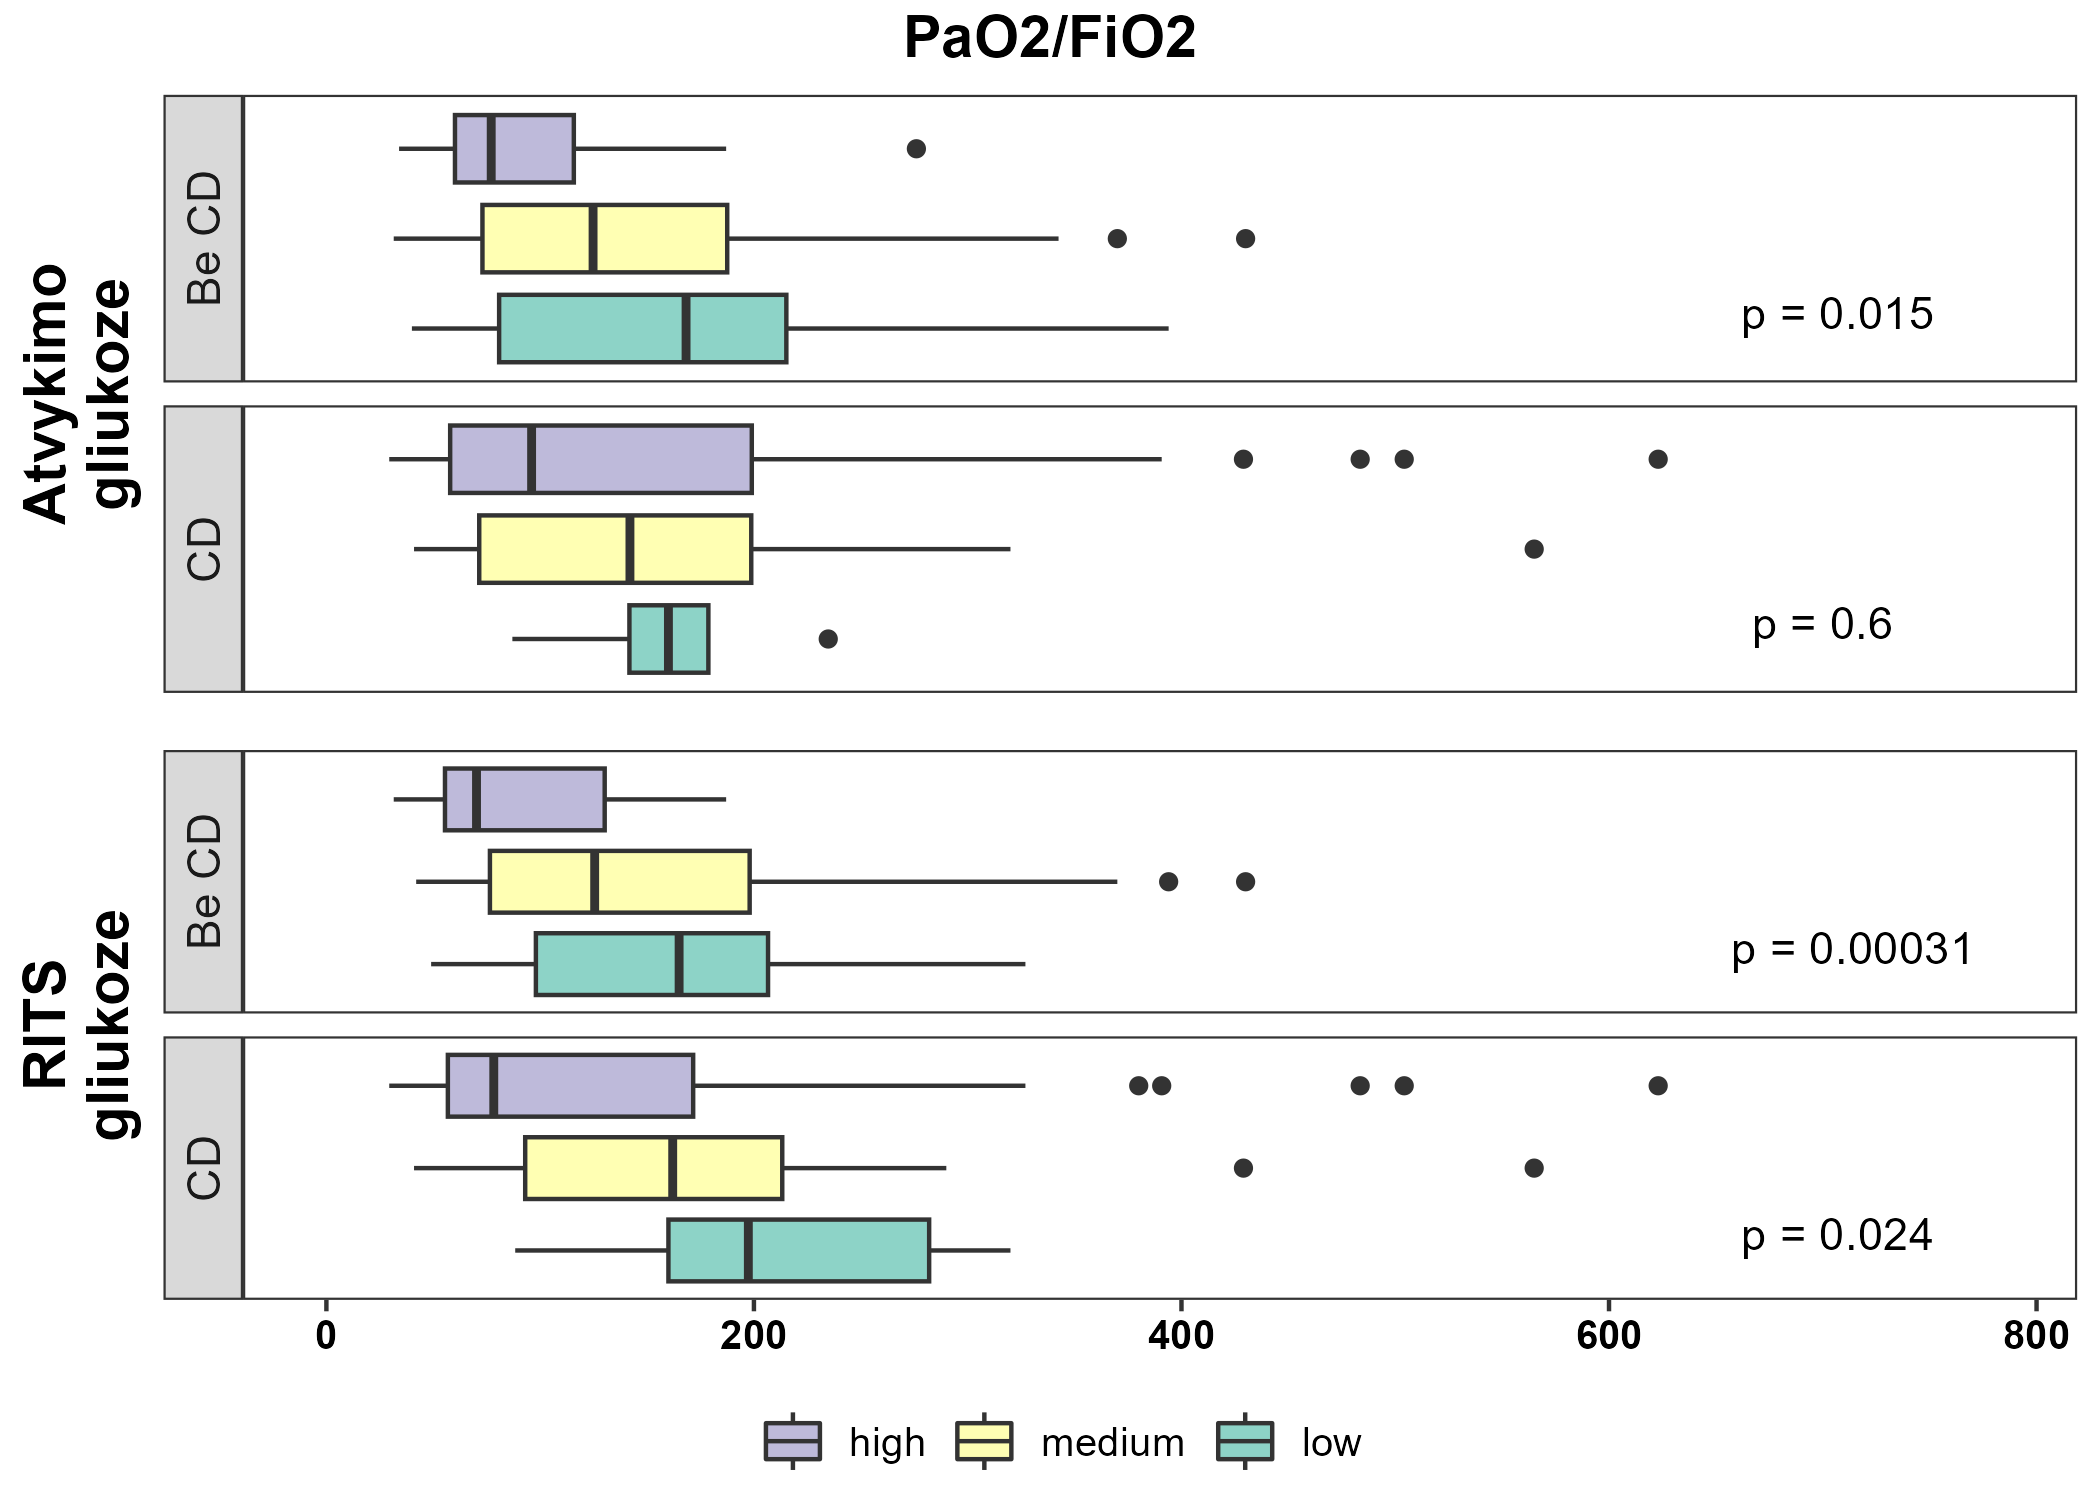 PaO2/FiO2
Atvykimo
gliukoze
Be CD
p = 0.015
CD
p = 0.6
RITS
gliukoze
Be CD
p = 0.00031
CD
p = 0.024
0 200 400 600 800
high medium low